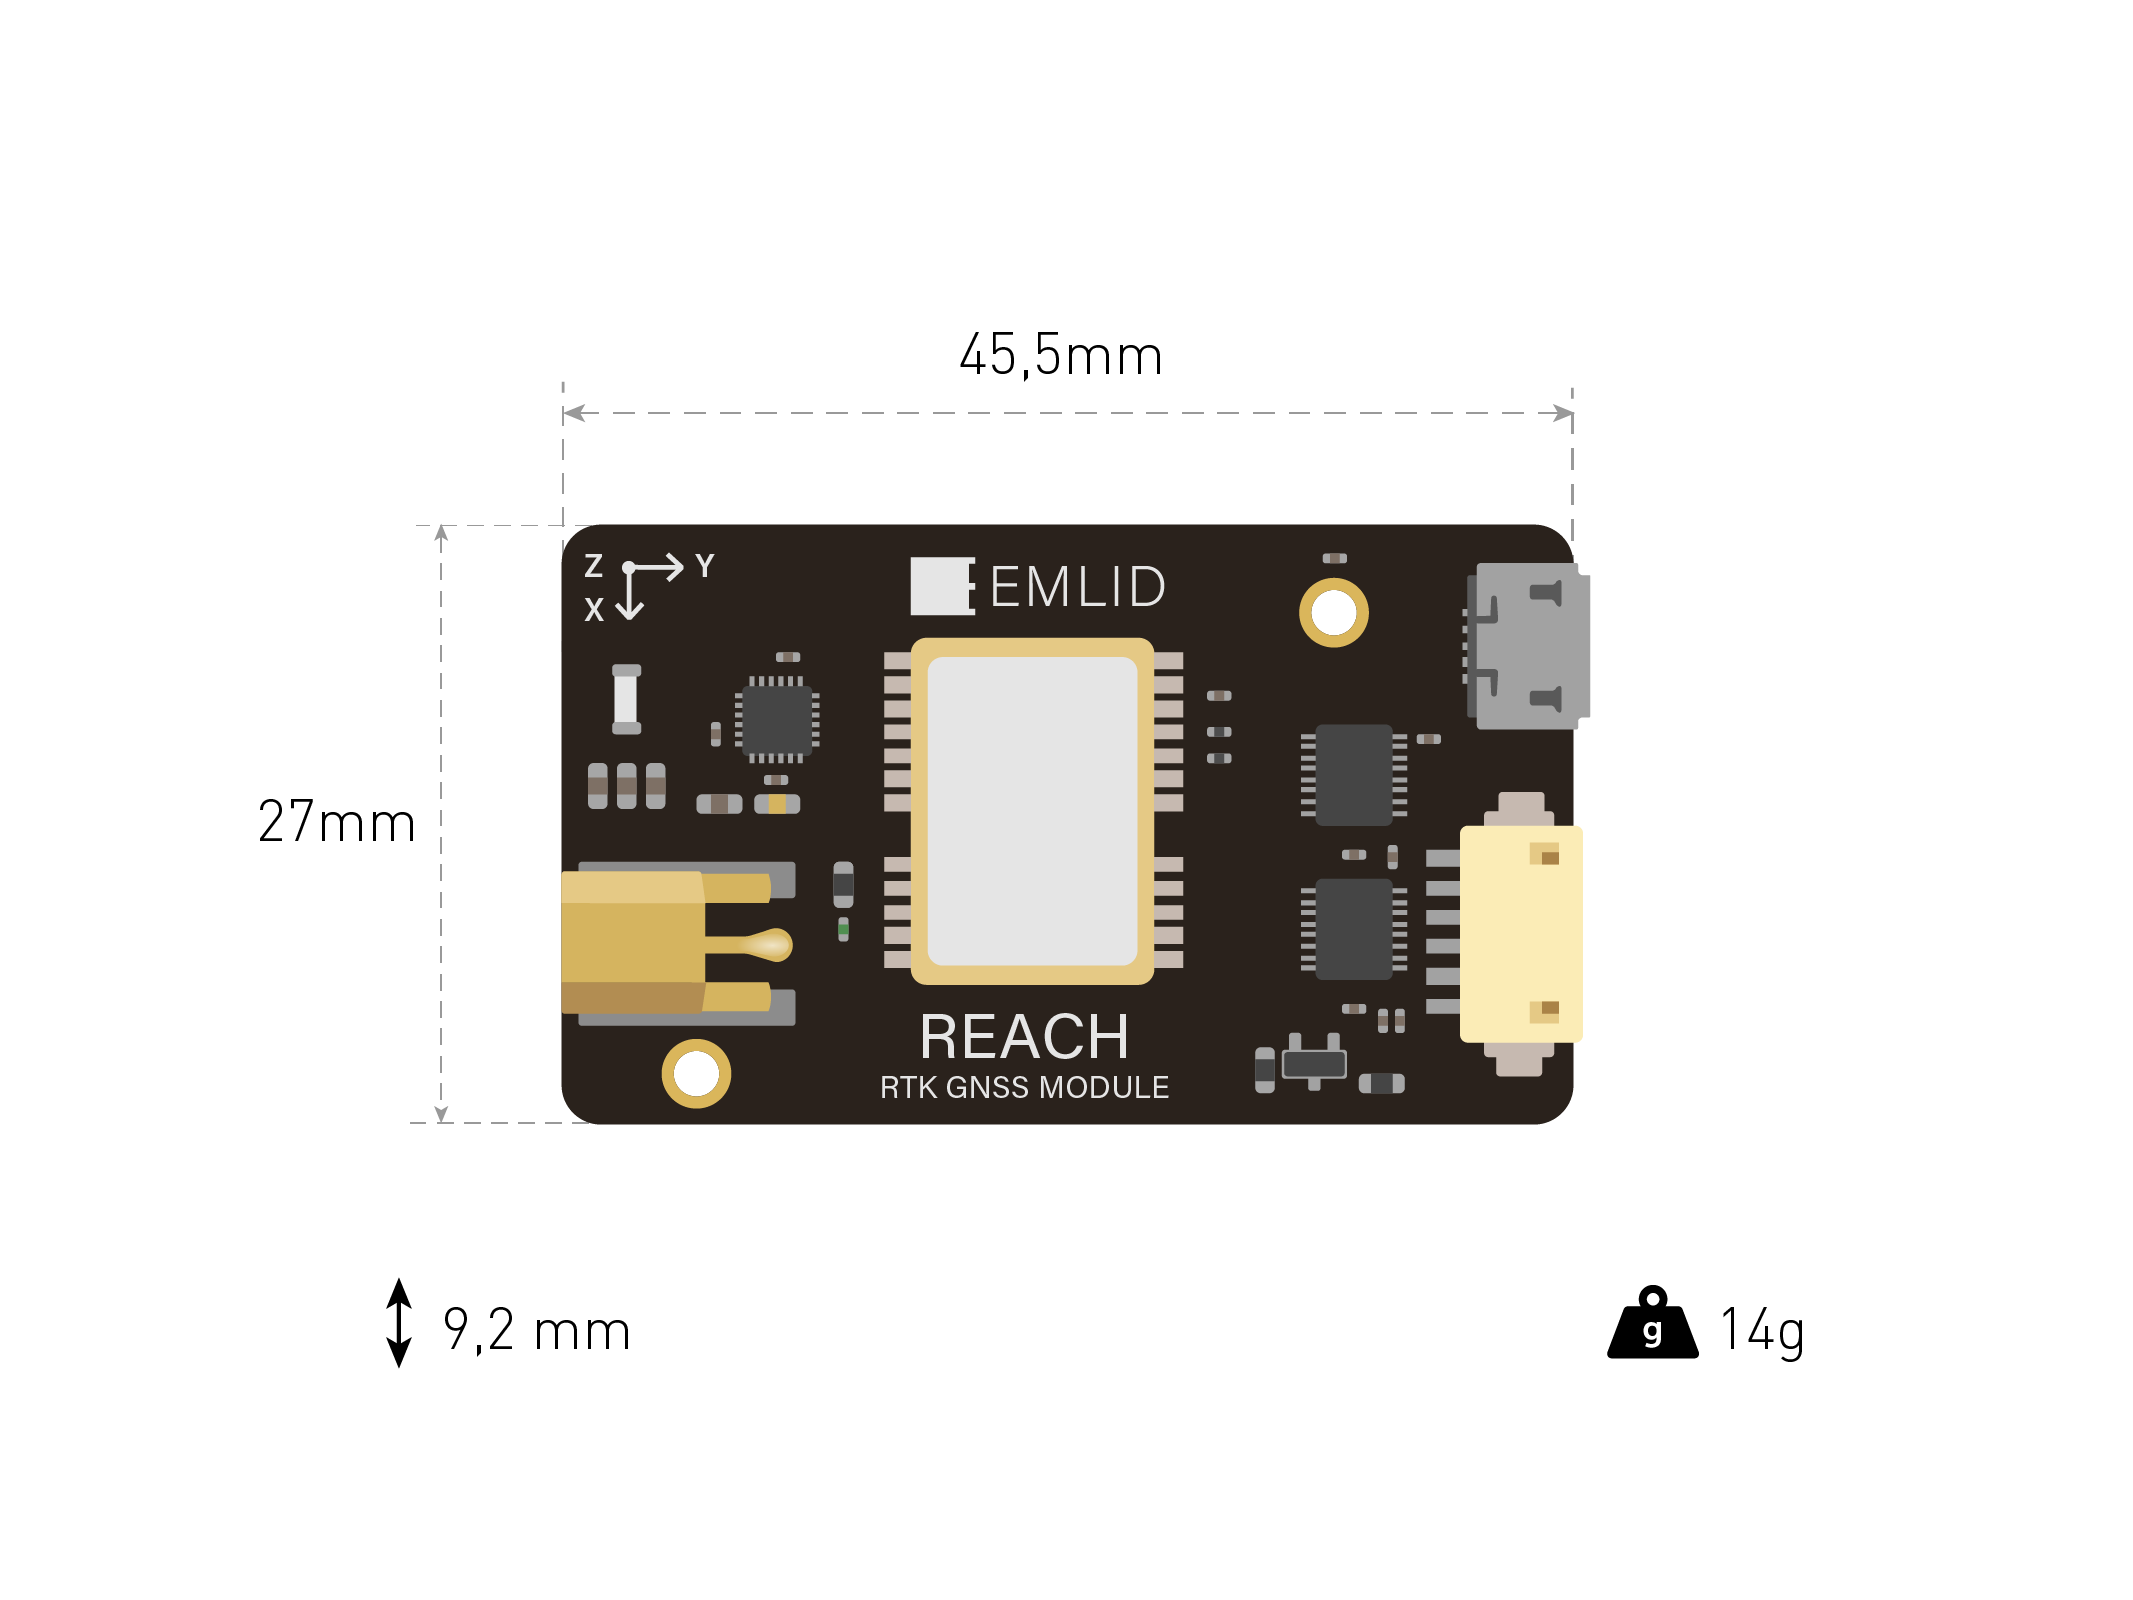 45,5mm
Z Y
X
EMLID
27mm
REACH
RTK GNSS MODULE
9,2 mm
g 14g